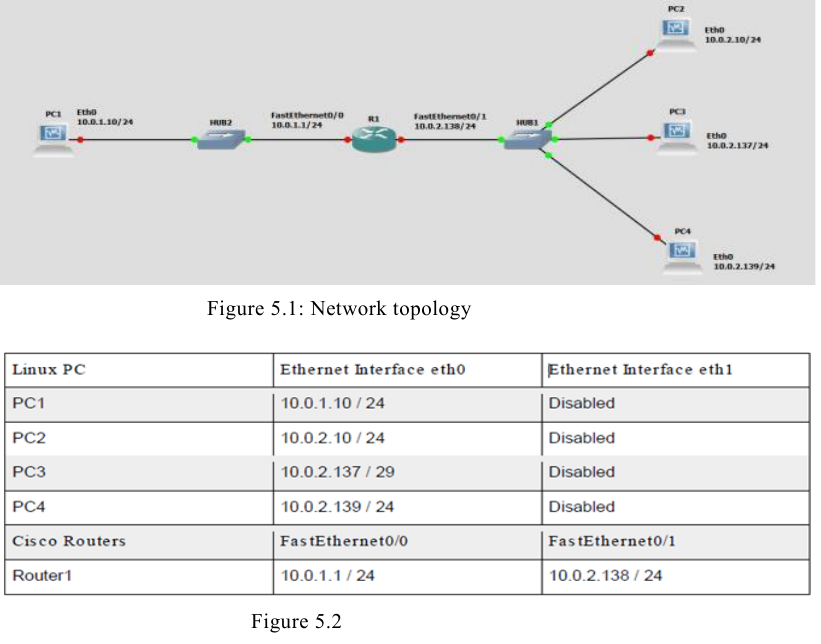 PC2
Eth0
10.0.2.10/24
PC1
Eth0
10.0.1.10/24
HUB2
FastEthernet0/0
10.0.1.1/24
R1
FastEthernet0/1
10.0.2.138/24
HUB1
PC3
Eth0
10.0.2.137/24
PC4
Eth0
10.0.2.139/24
Figure 5.1: Network topology
Linux PC Ethernet Interface eth0 Ethernet Interface eth1
PC1 10.0.1.10 / 24 Disabled
PC2 10.0.2.10 / 24 Disabled
PC3 10.0.2.137 / 29 Disabled
PC4 10.0.2.139 / 24 Disabled
Cisco Routers FastEthernet0/0 FastEthernet0/1
Router1 10.0.1.1 / 24 10.0.2.138 / 24
Figure 5.2